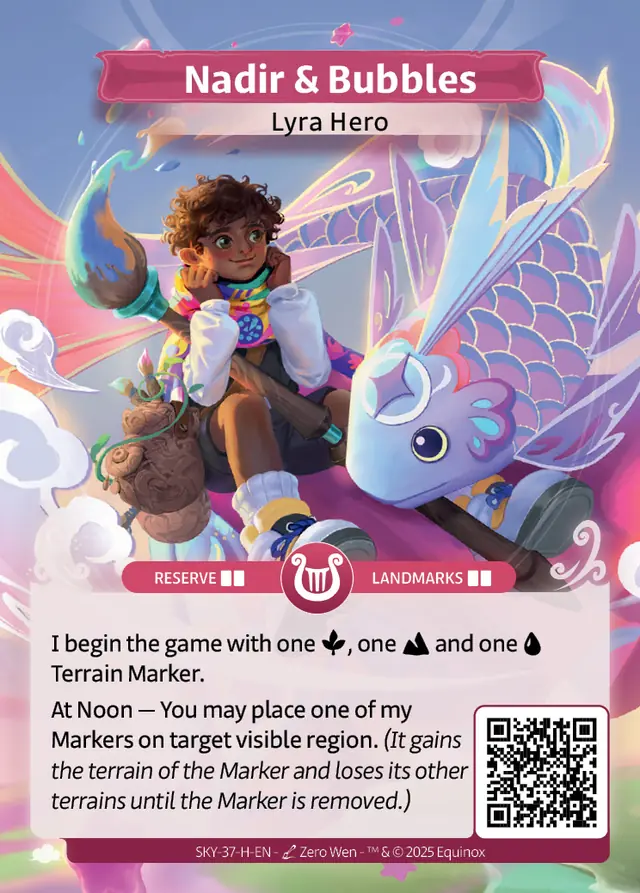 Nadir & Bubbles
Lyra Hero
RESERVE
LANDMARKS
I begin the game with one , one and one
Terrain Marker.
At Noon — You may place one of my
Markers on target visible region. (It gains
the terrain of the Marker and loses its other
terrains until the Marker is removed.)
SKY-37-H-EN - Zero Wen - ™ & © 2025 Equinox